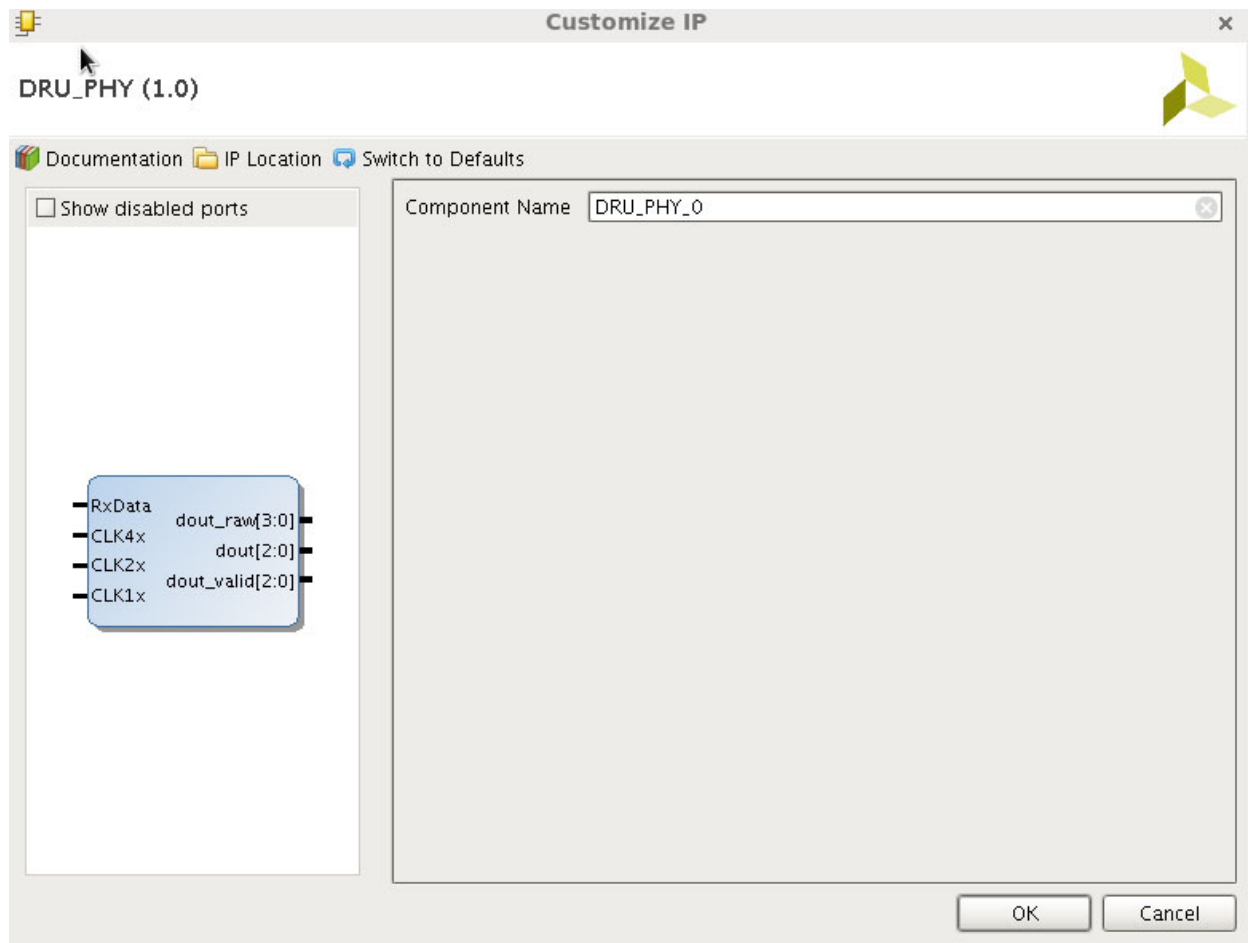 Customize IP
DRU_PHY (1.0)
Documentation IP Location Switch to Defaults
Show disabled ports
Component Name DRU_PHY_0
RxData
CLK4x
CLK2x
CLK1x
dout_raw[3:0]
dout[2:0]
dout_valid[2:0]
OK Cancel